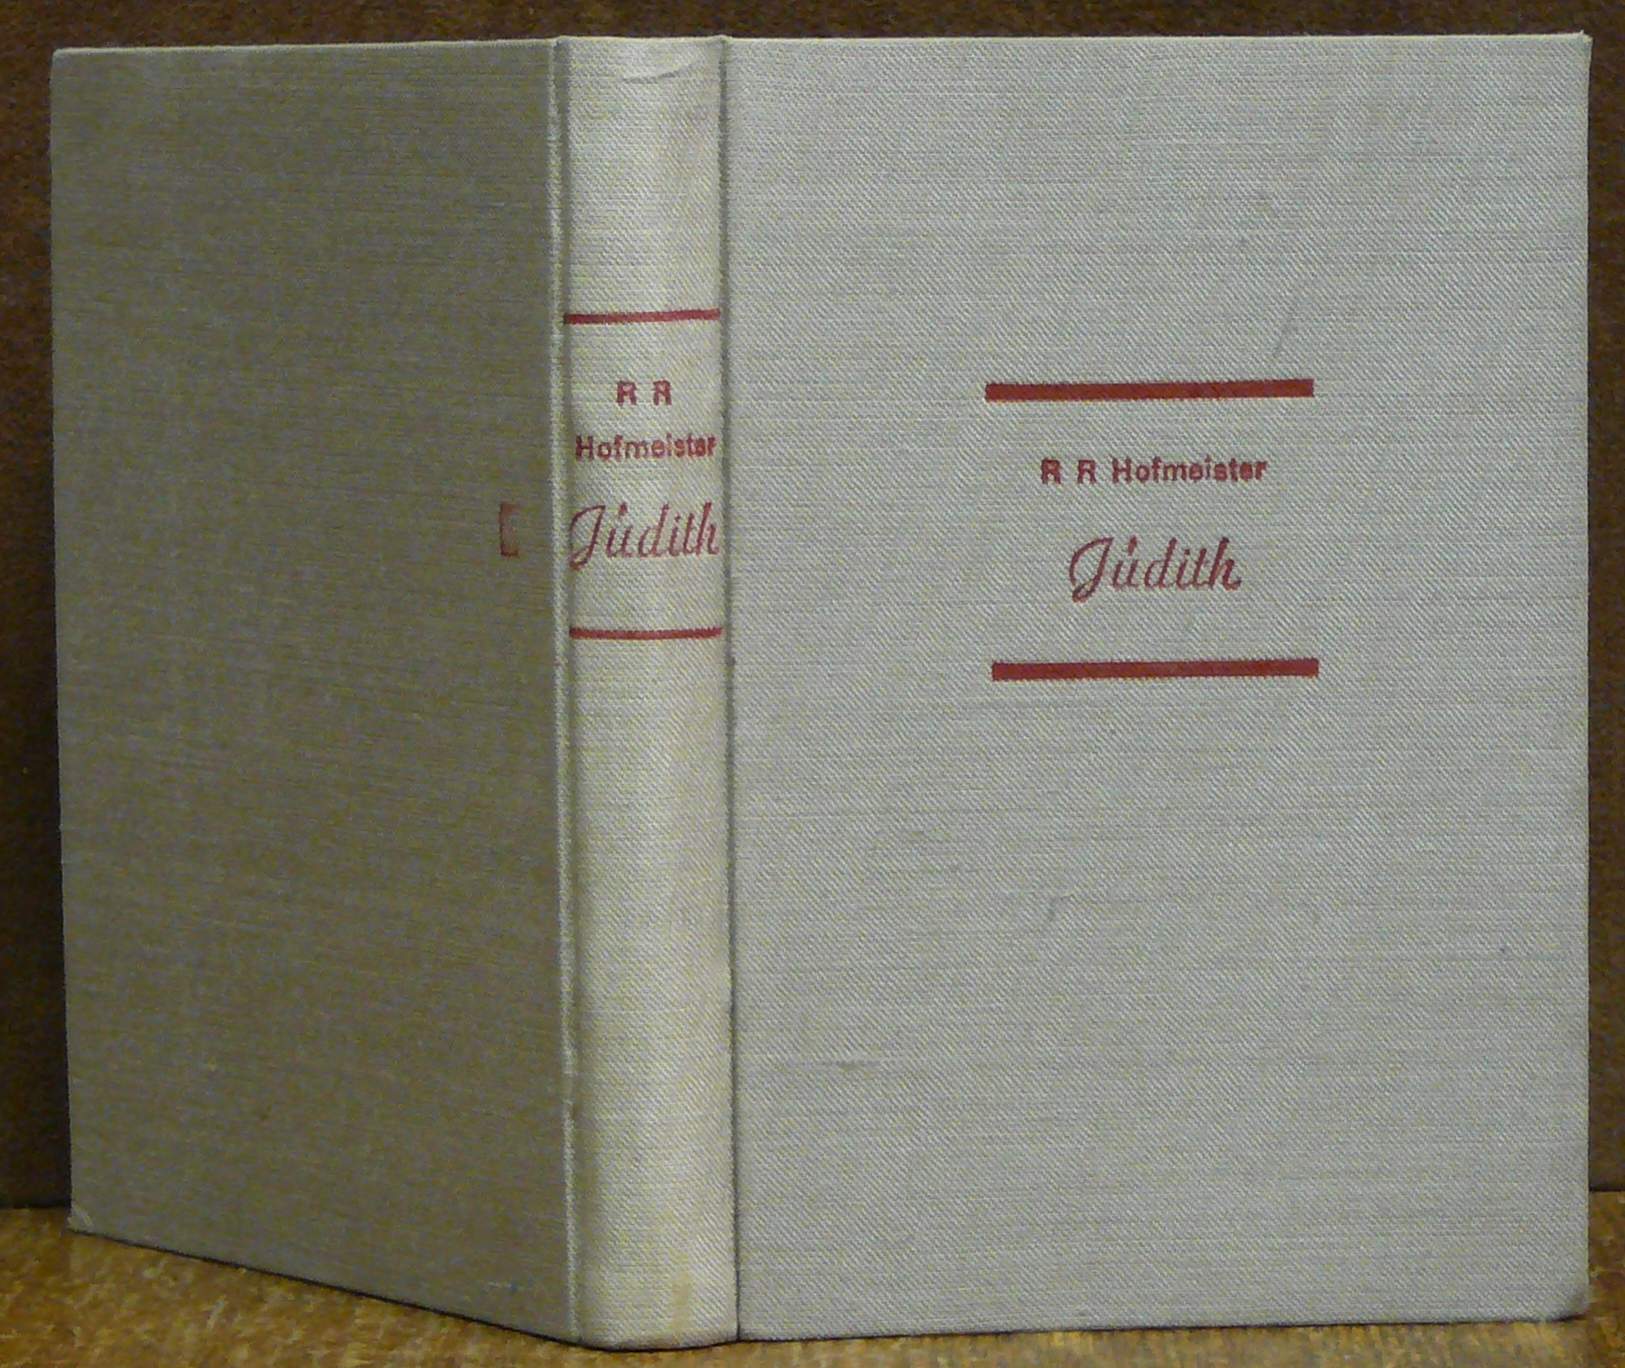 R R
Hofmeister
Judith
R R Hofmeister
Judith